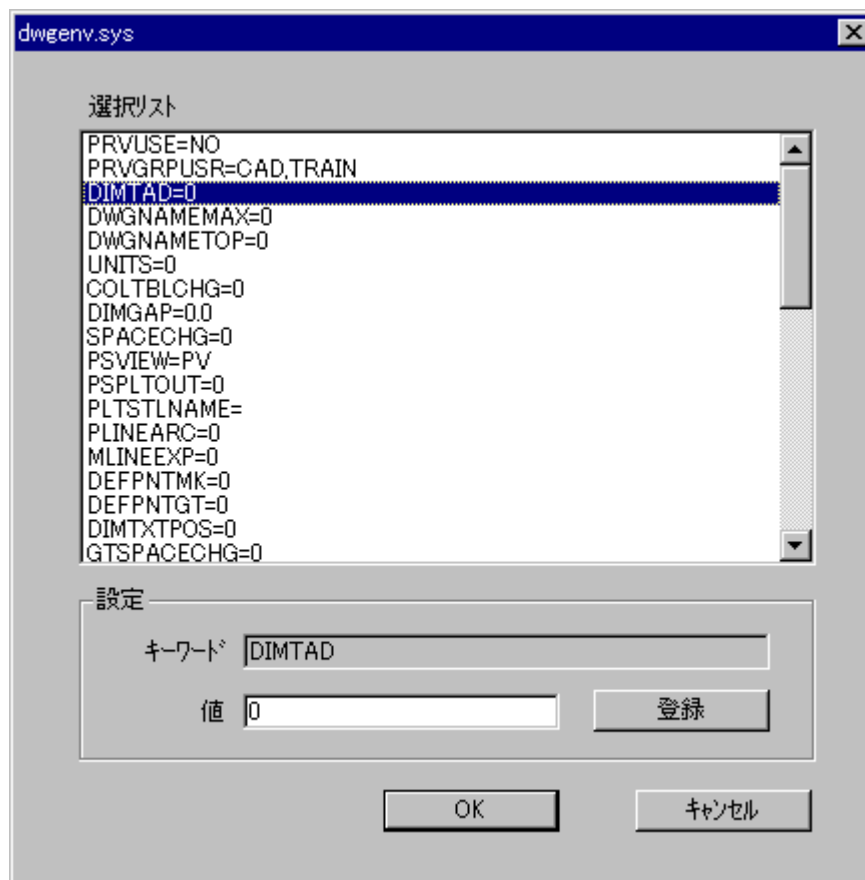 dwgenv.sys
選択リスト
PRVUSE=NO
PRVGRPUSR=CAD,TRAIN
DIMTAD=0
DWGNAMEMAX=0
DWGNAMETOP=0
UNITS=0
COLTBLCHG=0
DIMGAP=0.0
SPACECHG=0
PSVIEW=PV
PSPLTOUT=0
PLTSTLNAME=
PLINEARC=0
MLINEEXP=0
DEFPNTMK=0
DEFPNTGT=0
DIMTXTPOS=0
GTSPACECHG=0
設定
キーワード DIMTAD
値 0 登録
OK キャンセル